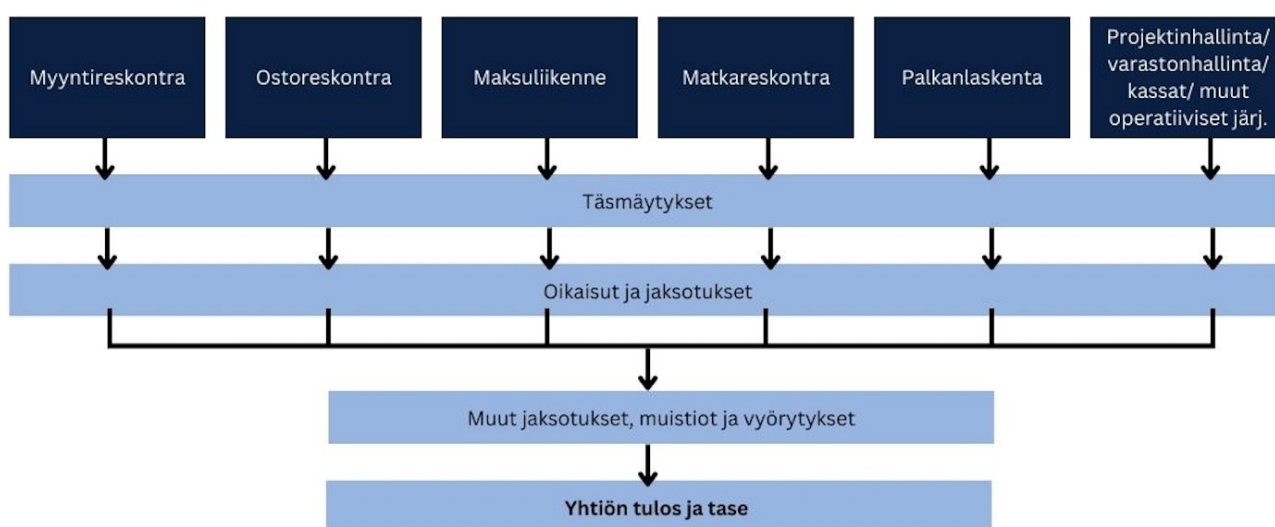 Myyntireskontra
Ostoreskontra
Maksuliikenne
Matkareskontra
Palkanlaskenta
Projektinhallinta/
varastonhallinta/
kassat/ muut
operatiiviset järj.
Täsmäytykset
Oikaisut ja jaksotukset
Muut jaksotukset, muistiot ja vyörytykset
Yhtiön tulos ja tase